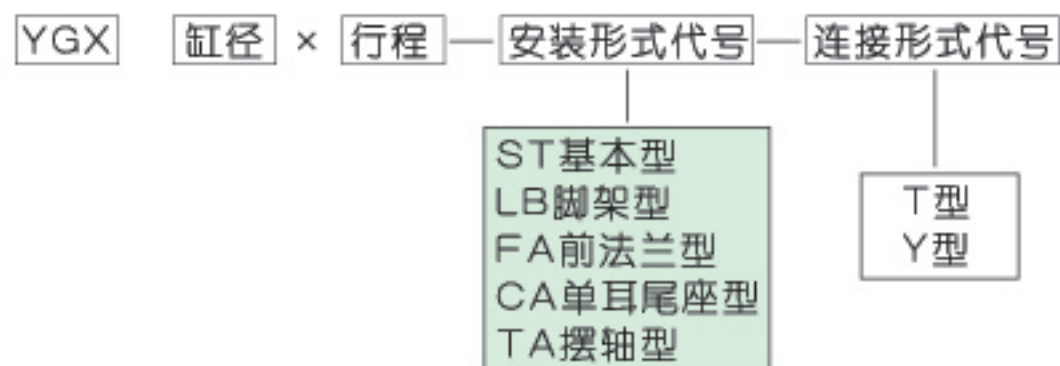 YGX 缸径 × 行程 — 安装形式代号 — 连接形式代号
ST基本型
LB脚架型
FA前法兰型
CA单耳尾座型
TA摆轴型
T型
Y型